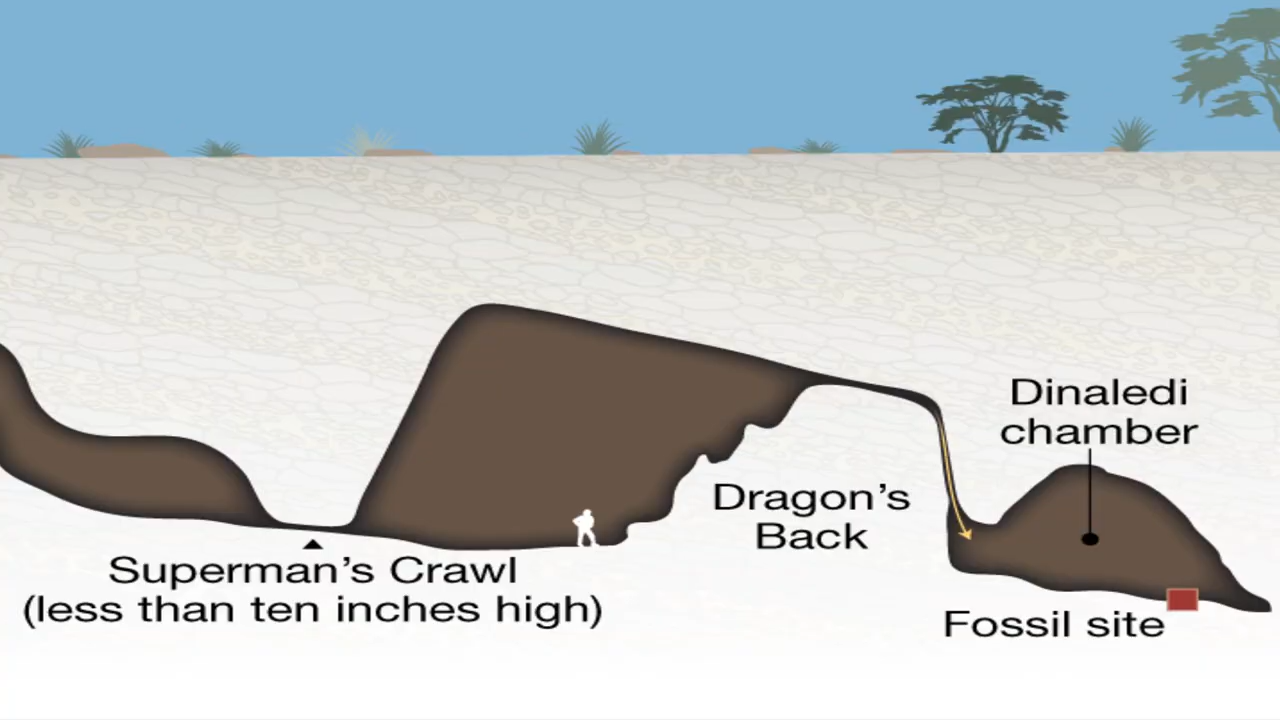 Dinaledi
chamber
Dragon's
Back
Superman's Crawl
(less than ten inches high)
Fossil site